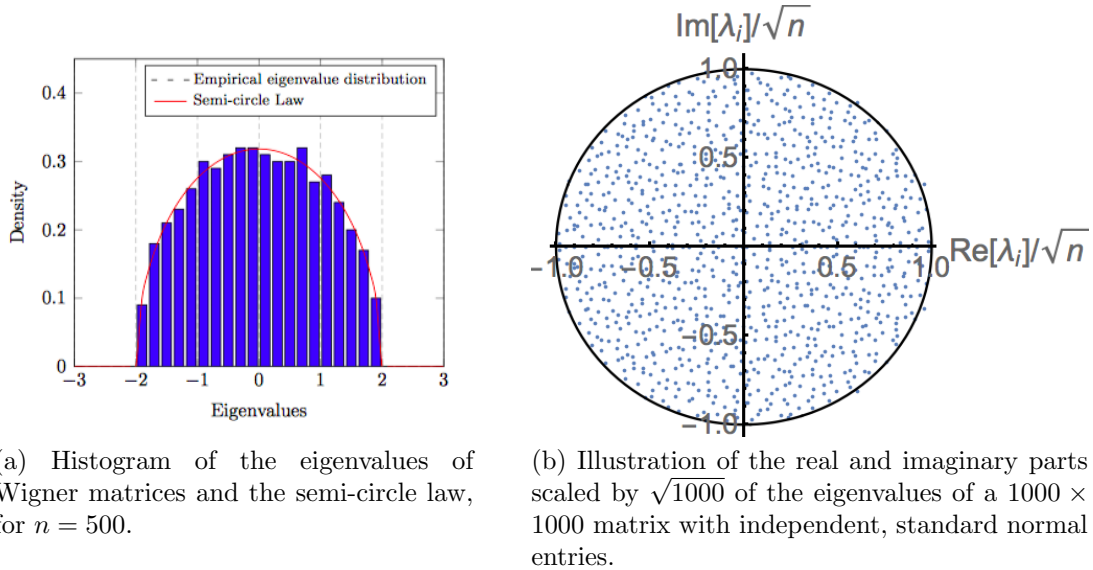 0.4
0.3
0.2
0.1
0
Density
Empirical eigenvalue distribution
Semi-circle Law
−3 −2 −1 0 1 2 3
Eigenvalues
Im[λᵢ]/√n
1.0
0.5
−1.0 −0.5 0.5 1.0 Re[λᵢ]/√n
−0.5
−1.0
a) Histogram of the eigenvalues of
Wigner matrices and the semi-circle law,
for n = 500.
(b) Illustration of the real and imaginary parts
scaled by √1000 of the eigenvalues of a 1000 ×
1000 matrix with independent, standard normal
entries.